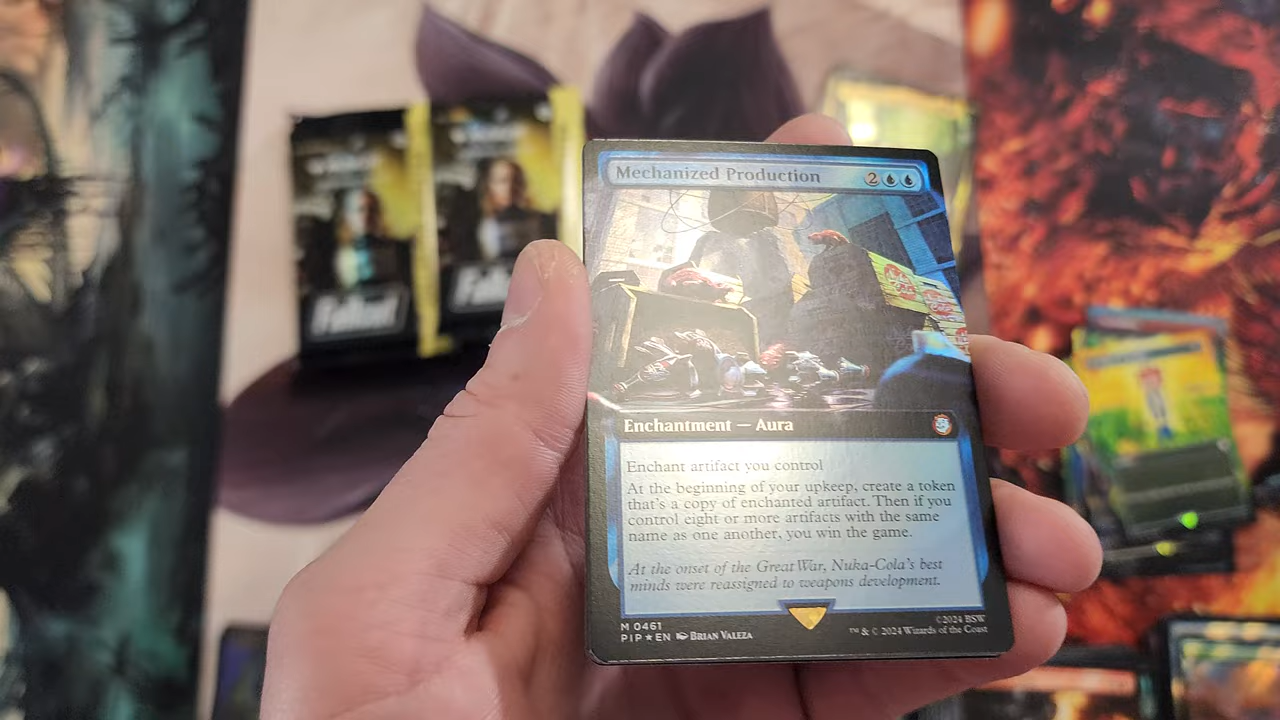 Mechanized Production 2
Enchantment — Aura
Enchant artifact you control
At the beginning of your upkeep, create a token
that's a copy of enchanted artifact. Then if you
control eight or more artifacts with the same
name as one another, you win the game.
At the onset of the Great War, Nuka-Cola's best
minds were reassigned to weapons development.
M 0461
PIP★EN BRIAN VALEZA
©2024 BSW
™ & © 2024 Wizards of the Coast
Fallout